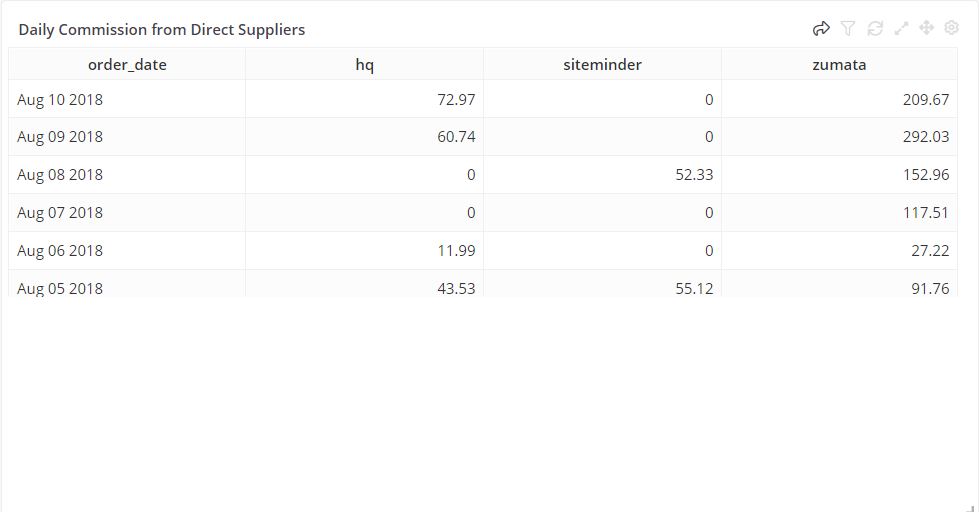 Daily Commission from Direct Suppliers
order_date hq siteminder zumata
Aug 10 2018 72.97 0 209.67
Aug 09 2018 60.74 0 292.03
Aug 08 2018 0 52.33 152.96
Aug 07 2018 0 0 117.51
Aug 06 2018 11.99 0 27.22
Aug 05 2018 43.53 55.12 91.76